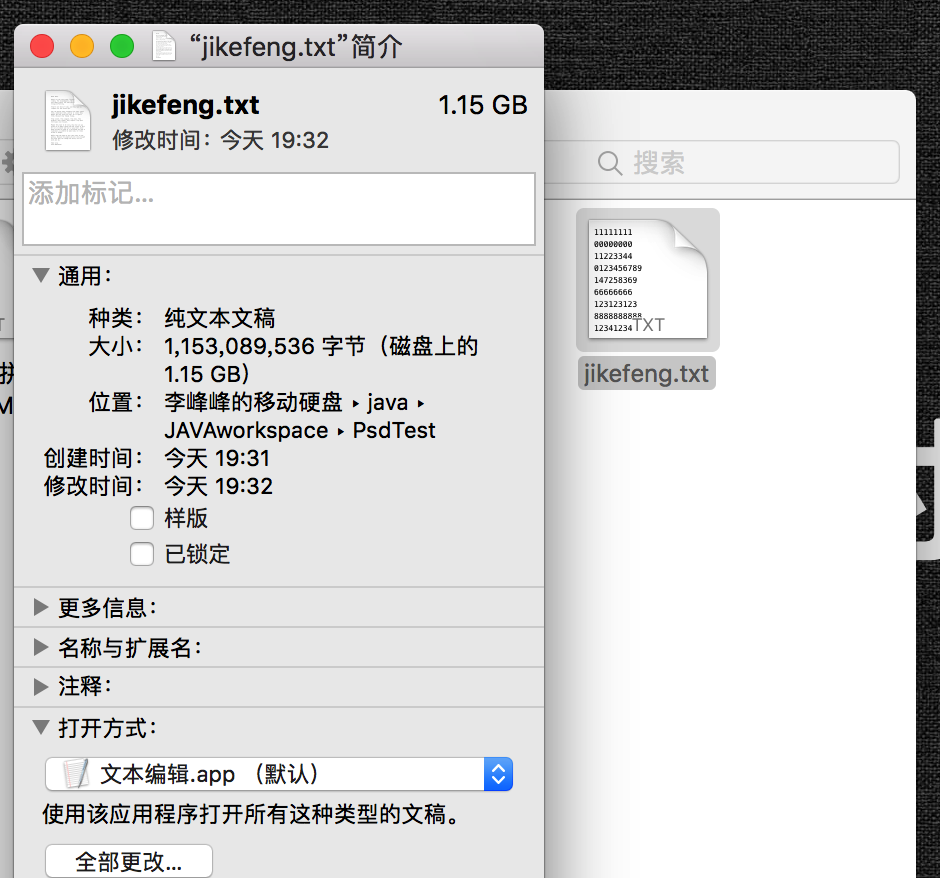 “jikefeng.txt”简介
jikefeng.txt
1.15 GB
修改时间：今天 19:32
添加标记...
通用：
种类： 纯文本文稿
大小： 1,153,089,536 字节（磁盘上的
1.15 GB）
位置： 李峰峰的移动硬盘 ▸ java ▸
JAVAworkspace ▸ PsdTest
创建时间： 今天 19:31
修改时间： 今天 19:32
样版
已锁定
更多信息：
名称与扩展名：
注释：
打开方式：
文本编辑.app （默认）
使用该应用程序打开所有这种类型的文稿。
全部更改...
搜索
11111111
00000000
11223344
0123456789
147258369
66666666
123123123
8888888888
12341234
TXT
jikefeng.txt